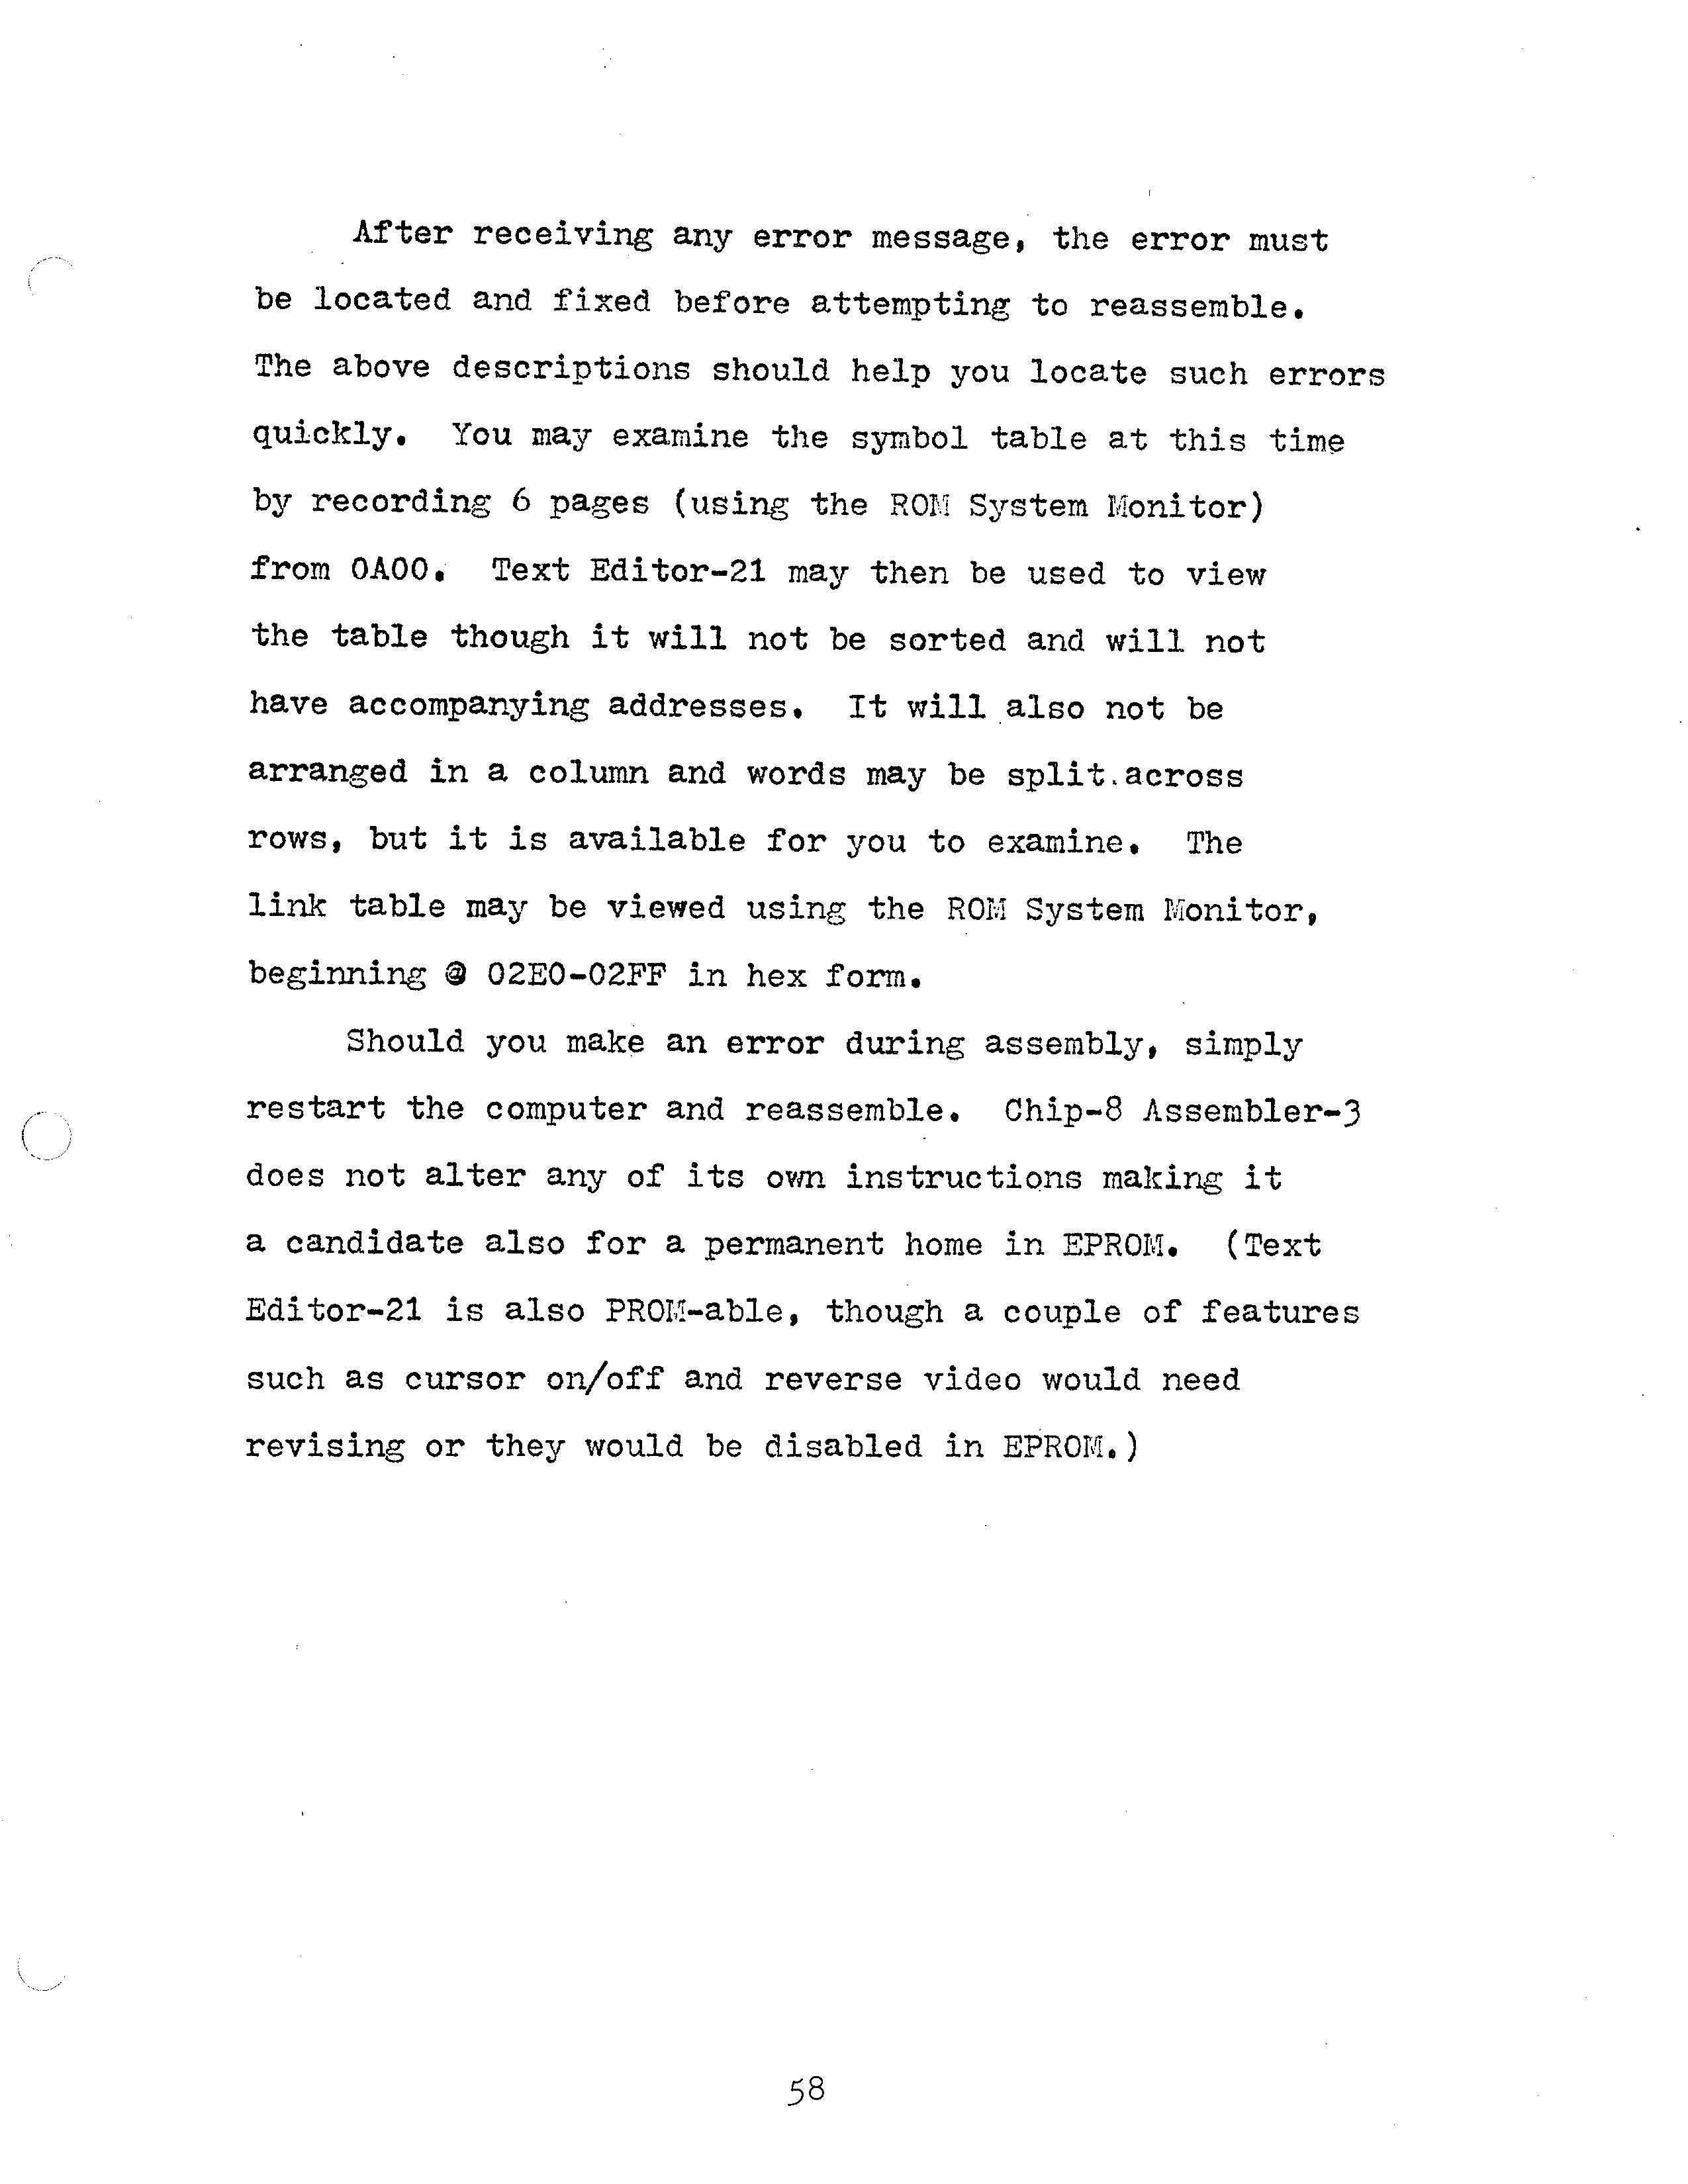 After receiving any error message, the error must
be located and fixed before attempting to reassemble.
The above descriptions should help you locate such errors
quickly.  You may examine the symbol table at this time
by recording 6 pages (using the ROM System Monitor)
from 0A00.  Text Editor-21 may then be used to view
the table though it will not be sorted and will not
have accompanying addresses.  It will also not be
arranged in a column and words may be split across
rows, but it is available for you to examine.  The
link table may be viewed using the ROM System Monitor,
beginning @ 02E0-02FF in hex form.
Should you make an error during assembly, simply
restart the computer and reassemble.  Chip-8 Assembler-3
does not alter any of its own instructions making it
a candidate also for a permanent home in EPROM.  (Text
Editor-21 is also PROM-able, though a couple of features
such as cursor on/off and reverse video would need
revising or they would be disabled in EPROM.)
58